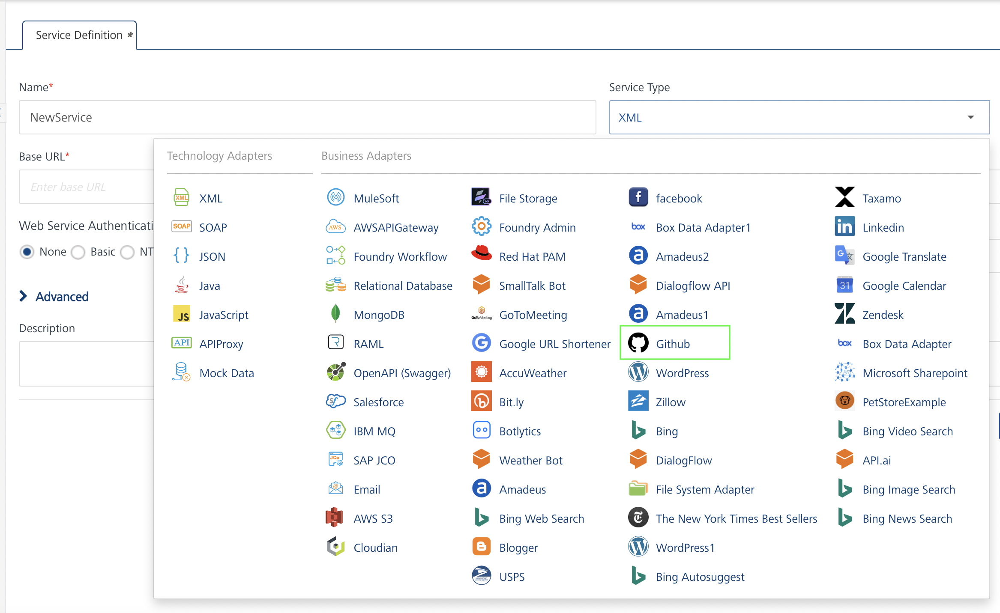 Service Definition *
Name*
Service Type
NewService
XML
Base URL*
Enter base URL
Web Service Authenticati
None
Basic
NT
Advanced
Description
Technology Adapters
XML
SOAP
JSON
Java
JavaScript
APIProxy
Mock Data
Business Adapters
MuleSoft
AWSAPIGateway
Foundry Workflow
Relational Database
MongoDB
RAML
OpenAPI (Swagger)
Salesforce
IBM MQ
SAP JCO
Email
AWS S3
Cloudian
File Storage
Foundry Admin
Red Hat PAM
SmallTalk Bot
GoToMeeting
Google URL Shortener
AccuWeather
Bit.ly
Botlytics
Weather Bot
Amadeus
Bing Web Search
Blogger
USPS
facebook
Box Data Adapter1
Amadeus2
Dialogflow API
Amadeus1
Github
WordPress
Zillow
Bing
DialogFlow
File System Adapter
The New York Times Best Sellers
WordPress1
Bing Autosuggest
Taxamo
Linkedin
Google Translate
Google Calendar
Zendesk
Box Data Adapter
Microsoft Sharepoint
PetStoreExample
Bing Video Search
API.ai
Bing Image Search
Bing News Search